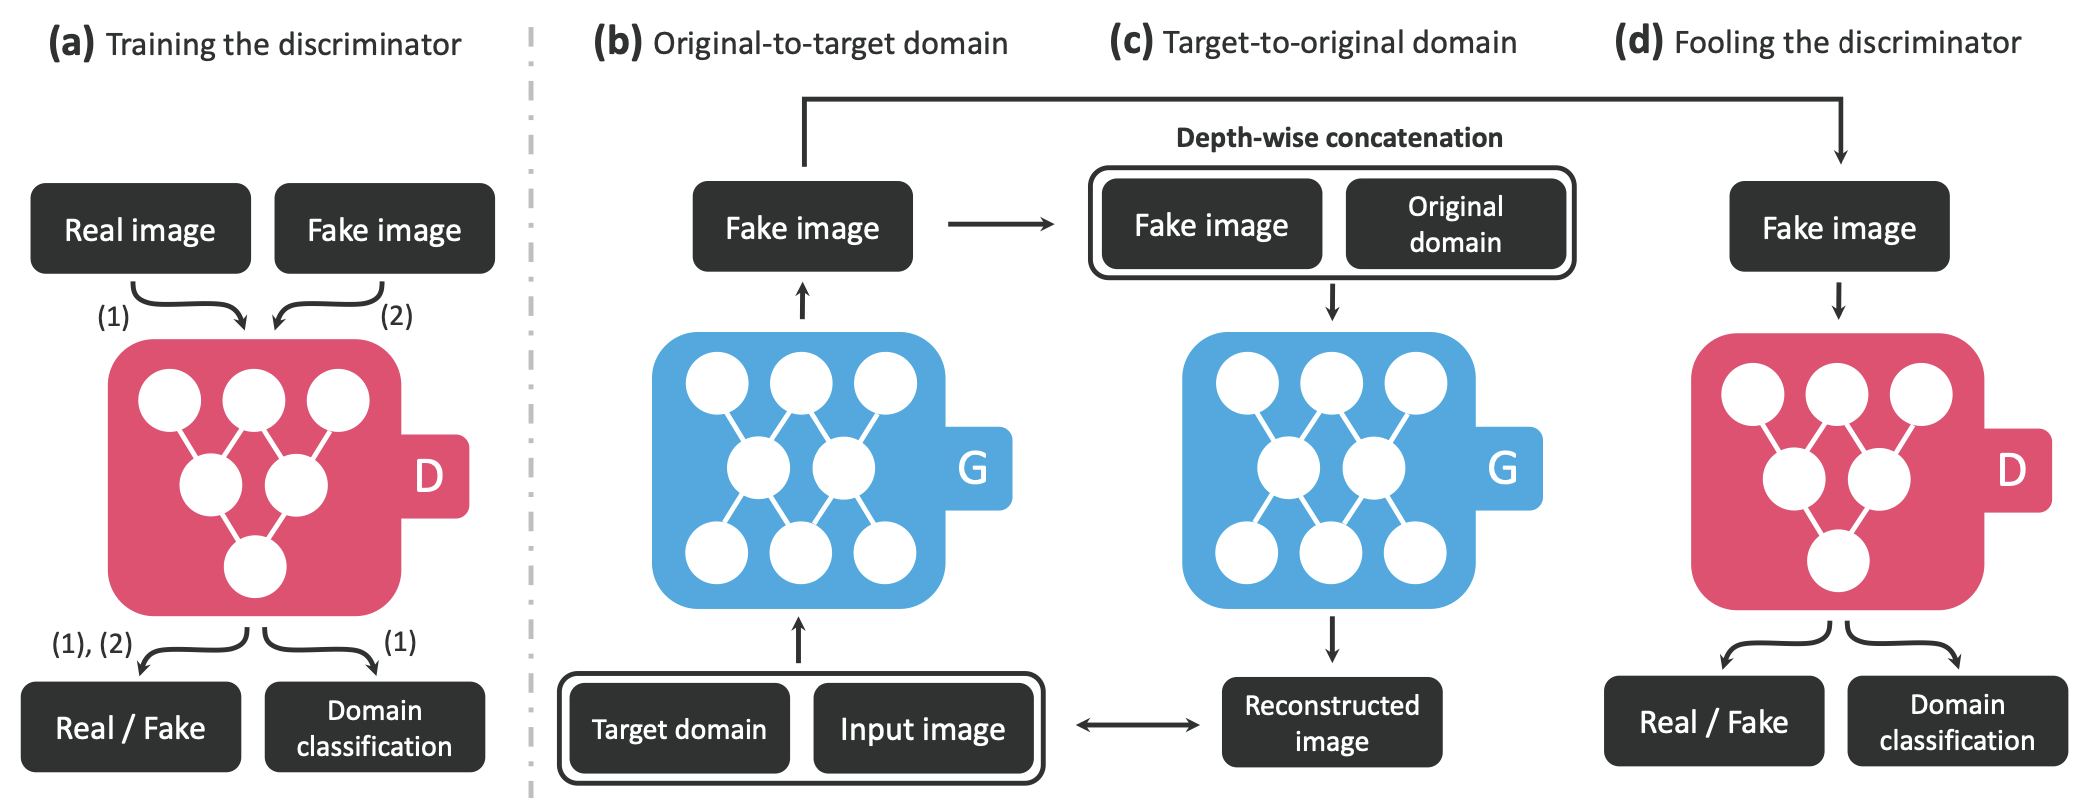 (a) Training the discriminator
Real image
Fake image
(1)
(2)
D
(1), (2)
(1)
Real / Fake
Domain
classification
(b) Original-to-target domain
Fake image
G
Target domain
Input image
(c) Target-to-original domain
Depth-wise concatenation
Fake image
Original
domain
G
Reconstructed
image
(d) Fooling the discriminator
Fake image
D
Real / Fake
Domain
classification